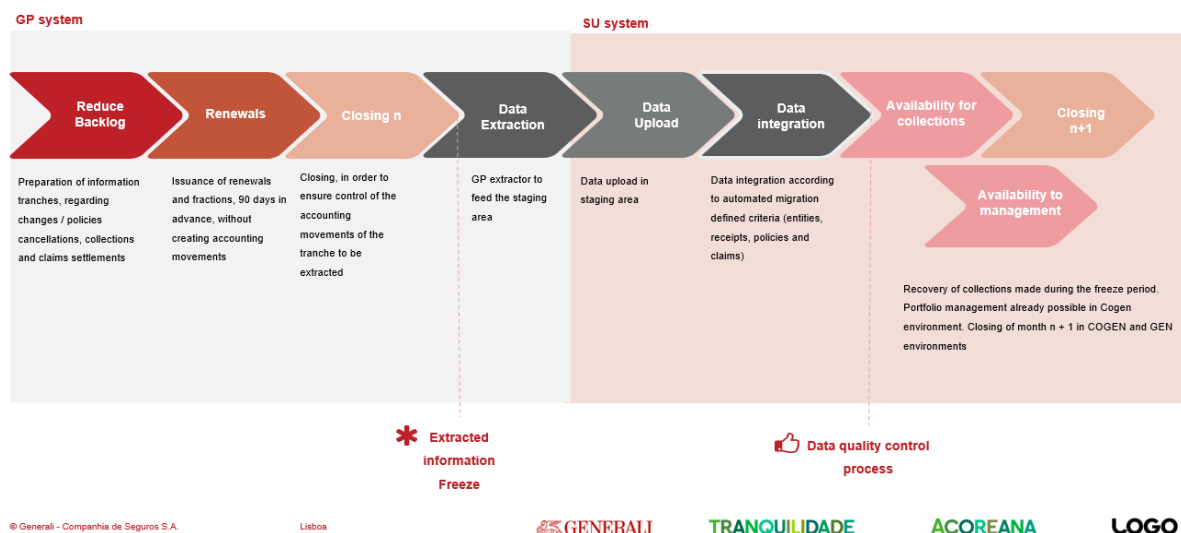 GP system
SU system
Reduce
Backlog
Renewals
Closing n
Data
Extraction
Data
Upload
Data
integration
Availability for
collections
Closing
n+1
Preparation of information
tranches, regarding
changes / policies
cancellations, collections
and claims settlements
Issuance of renewals
and fractions, 90 days in
advance, without
creating accounting
movements
Closing, in order to
ensure control of the
accounting
movements of the
tranche to be
extracted
GP extractor to
feed the staging
area
Data upload in
staging area
Data integration according
to automated migration
defined criteria (entities,
receipts, policies and
claims)
Availability to
management
Recovery of collections made during the freeze period.
Portfolio management already possible in Cogen
environment. Closing of month n + 1 in COGEN and GEN
environments
Extracted
information
Freeze
Data quality control
process
© Generali - Companhia de Seguros S.A.
Lisboa
GENERALI
TRANQUILIDADE
ACOREANA
LOGO